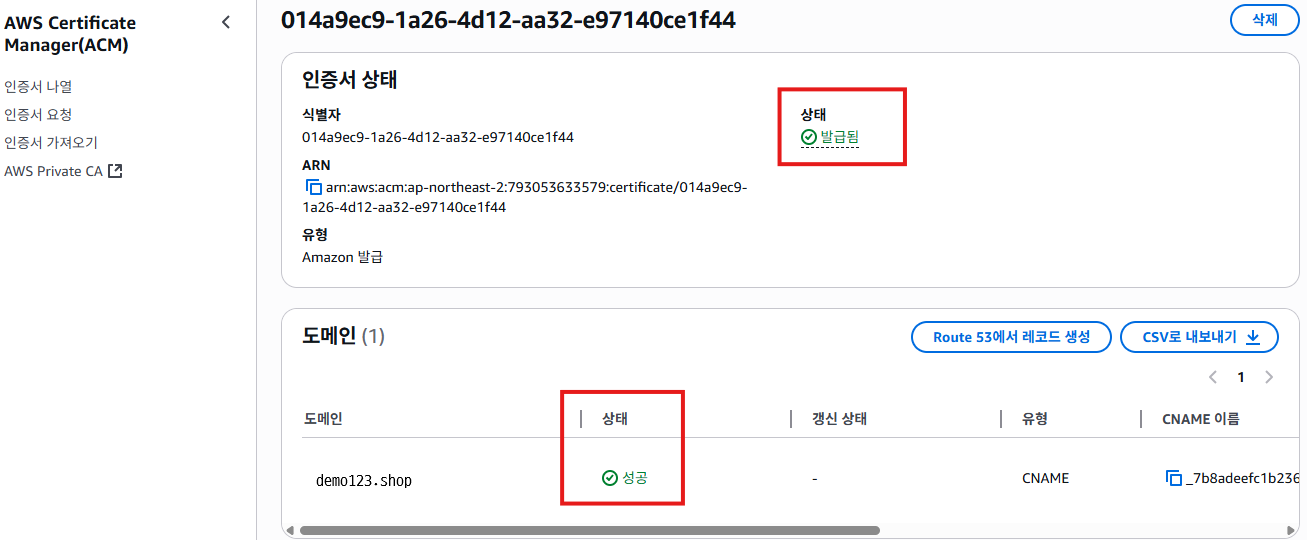 AWS Certificate
Manager(ACM)
인증서 나열
인증서 요청
인증서 가져오기
AWS Private CA
014a9ec9-1a26-4d12-aa32-e97140ce1f44
삭제
인증서 상태
식별자
014a9ec9-1a26-4d12-aa32-e97140ce1f44
상태
발급됨
ARN
arn:aws:acm:ap-northeast-2:793053633579:certificate/014a9ec9-
1a26-4d12-aa32-e97140ce1f44
유형
Amazon 발급
도메인 (1)
Route 53에서 레코드 생성
CSV로 내보내기
1
도메인 상태 갱신 상태 유형 CNAME 이름
demo123.shop 성공 - CNAME _7b8adeefc1b236